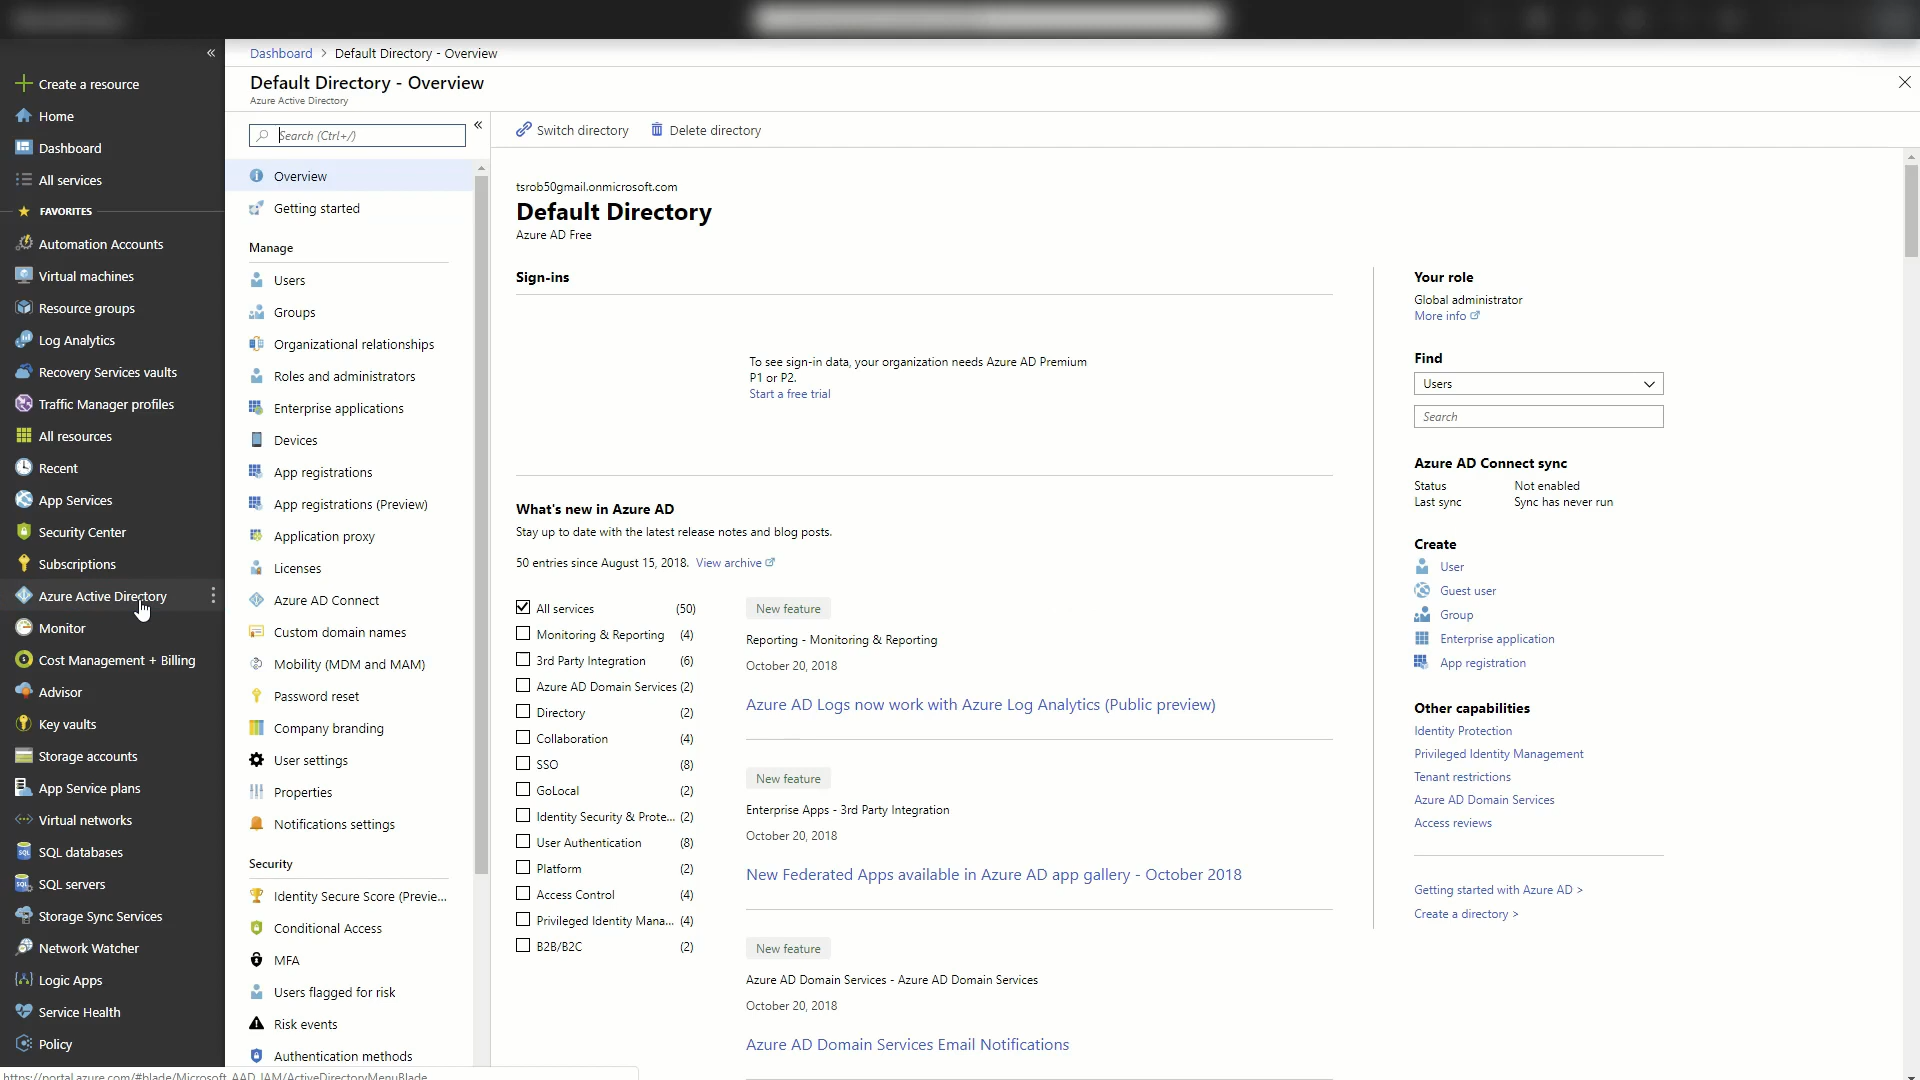 Create a resource
Home
Dashboard
All services
FAVORITES
Automation Accounts
Virtual machines
Resource groups
Log Analytics
Recovery Services vaults
Traffic Manager profiles
All resources
Recent
App Services
Security Center
Subscriptions
Azure Active Directory
Monitor
Cost Management + Billing
Advisor
Key vaults
Storage accounts
App Service plans
Virtual networks
SQL databases
SQL servers
Storage Sync Services
Network Watcher
Logic Apps
Service Health
Policy
https://portal.azure.com/#blade/Microsoft_AAD_IAM/ActiveDirectoryMenuBlade
Dashboard > Default Directory - Overview
Default Directory - Overview
Azure Active Directory
Search (Ctrl+/)
Overview
Getting started
Manage
Users
Groups
Organizational relationships
Roles and administrators
Enterprise applications
Devices
App registrations
App registrations (Preview)
Application proxy
Licenses
Azure AD Connect
Custom domain names
Mobility (MDM and MAM)
Password reset
Company branding
User settings
Properties
Notifications settings
Security
Identity Secure Score (Previe...
Conditional Access
MFA
Users flagged for risk
Risk events
Authentication methods
Switch directory
Delete directory
tsrob50gmail.onmicrosoft.com
Default Directory
Azure AD Free
Sign-ins
To see sign-in data, your organization needs Azure AD Premium
P1 or P2.
Start a free trial
What's new in Azure AD
Stay up to date with the latest release notes and blog posts.
50 entries since August 15, 2018. View archive
All services (50)
Monitoring & Reporting (4)
3rd Party Integration (6)
Azure AD Domain Services (2)
Directory (2)
Collaboration (4)
SSO (8)
GoLocal (2)
Identity Security & Prote... (2)
User Authentication (8)
Platform (2)
Access Control (4)
Privileged Identity Mana... (4)
B2B/B2C (2)
New feature
Reporting - Monitoring & Reporting
October 20, 2018
Azure AD Logs now work with Azure Log Analytics (Public preview)
New feature
Enterprise Apps - 3rd Party Integration
October 20, 2018
New Federated Apps available in Azure AD app gallery - October 2018
New feature
Azure AD Domain Services - Azure AD Domain Services
October 20, 2018
Azure AD Domain Services Email Notifications
Your role
Global administrator
More info
Find
Users
Search
Azure AD Connect sync
Status Not enabled
Last sync Sync has never run
Create
User
Guest user
Group
Enterprise application
App registration
Other capabilities
Identity Protection
Privileged Identity Management
Tenant restrictions
Azure AD Domain Services
Access reviews
Getting started with Azure AD >
Create a directory >